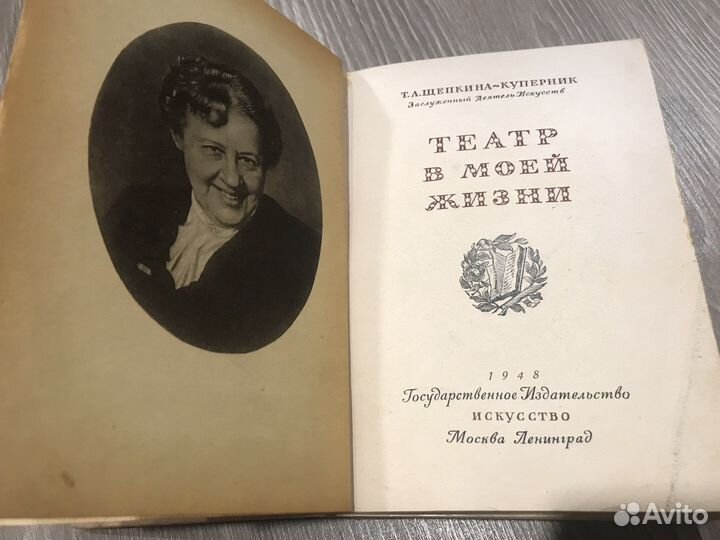 Т.Л.ЩЕПКИНА~КУПЕРНИК
Заслуженный Деятель Искусств
ТЕАТР
В МОЕЙ
ЖИЗНИ
1948
Государственное Издательство
ИСКУССТВО
Москва Ленинград
Avito